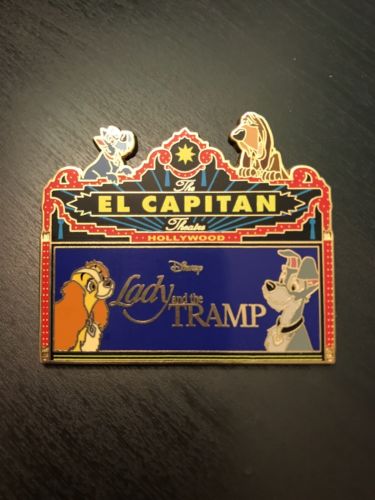 The
EL CAPITAN
Theatre
HOLLYWOOD
Disney
Lady and the
TRAMP